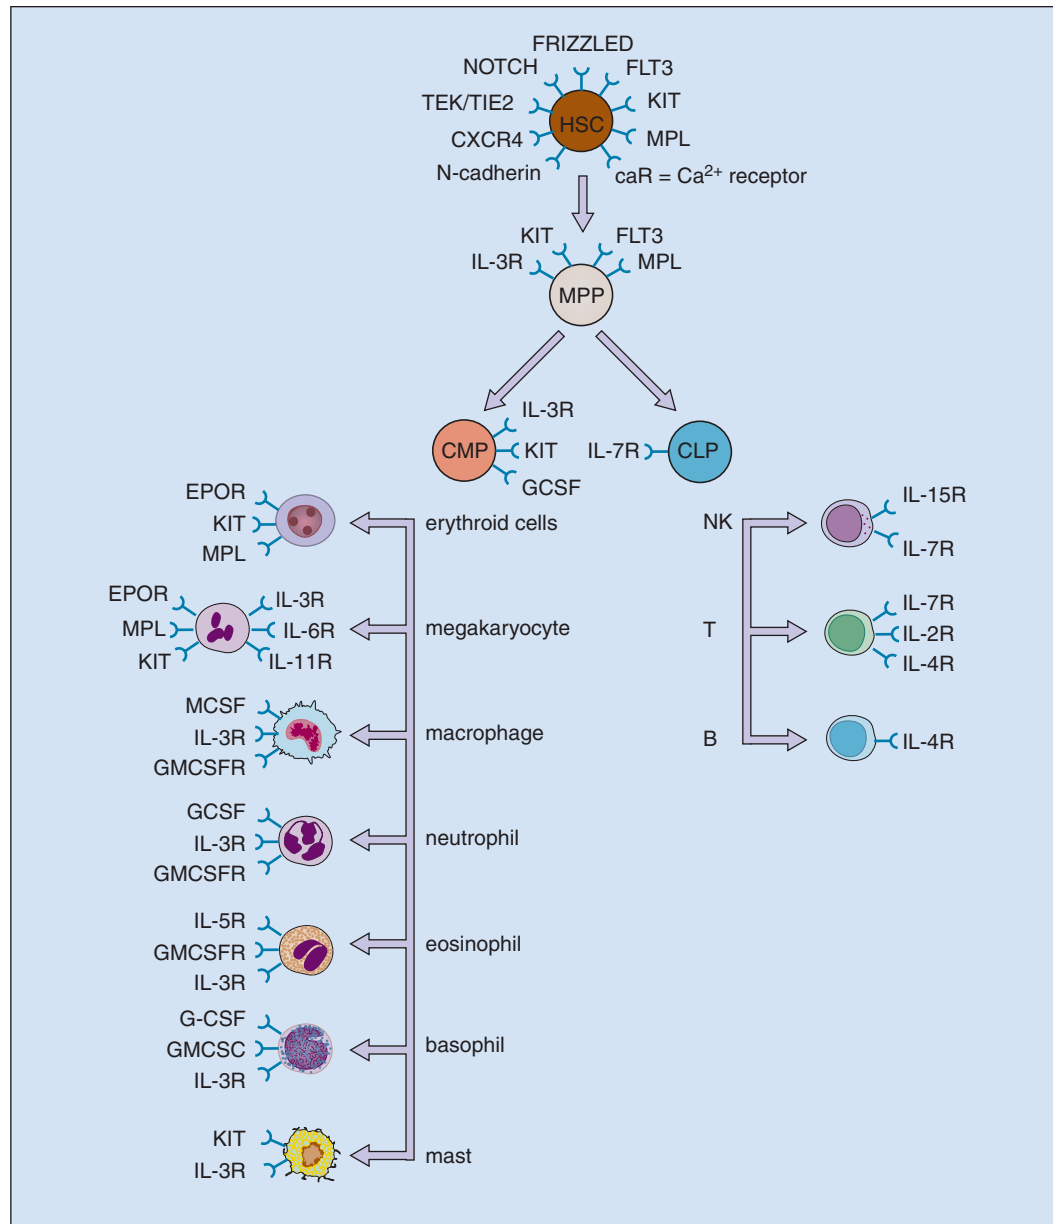 FRIZZLED
NOTCH
FLT3
TEK/TIE2
KIT
HSC
CXCR4
MPL
N-cadherin
caR = Ca²⁺ receptor
KIT
FLT3
IL-3R
MPL
MPP
IL-3R
CMP
KIT
GCSF
IL-7R
CLP
EPOR
KIT
MPL
erythroid cells
NK
IL-15R
IL-7R
EPOR
MPL
KIT
IL-3R
IL-6R
IL-11R
megakaryocyte
T
IL-7R
IL-2R
IL-4R
MCSF
IL-3R
GMCSFR
macrophage
B
IL-4R
GCSF
IL-3R
GMCSFR
neutrophil
IL-5R
GMCSFR
IL-3R
eosinophil
G-CSF
GMCSC
IL-3R
basophil
KIT
IL-3R
mast